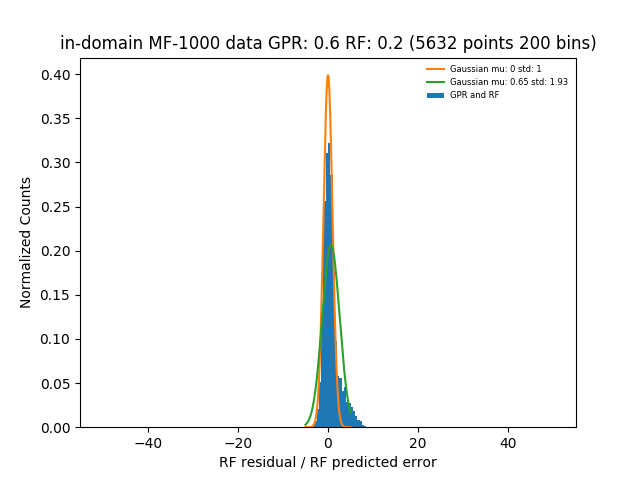 in-domain MF-1000 data GPR: 0.6 RF: 0.2 (5632 points 200 bins)
Gaussian mu: 0 std: 1
Gaussian mu: 0.65 std: 1.93
GPR and RF
Normalized Counts
0.40
0.35
0.30
0.25
0.20
0.15
0.10
0.05
0.00
−40
−20
0
20
40
RF residual / RF predicted error